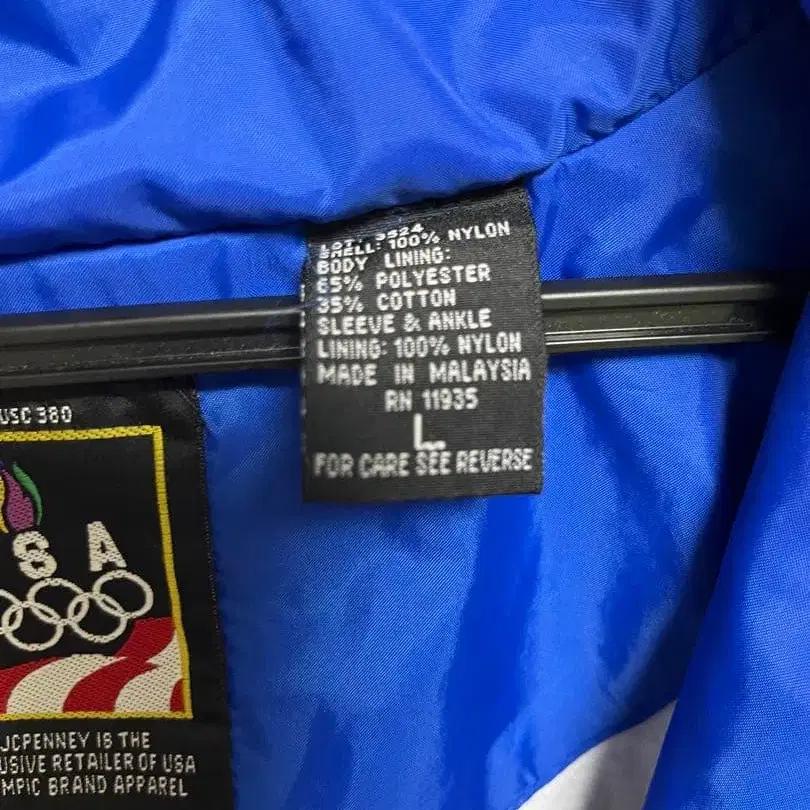 SHELL: 100% NYLON
BODY LINING:
65% POLYESTER
35% COTTON
SLEEVE & ANKLE
LINING: 100% NYLON
MADE IN MALAYSIA
RN 11935
L
FOR CARE SEE REVERSE
USC 380
SA
JCPENNEY IS THE
USIVE RETAILER OF USA
MPIC BRAND APPAREL